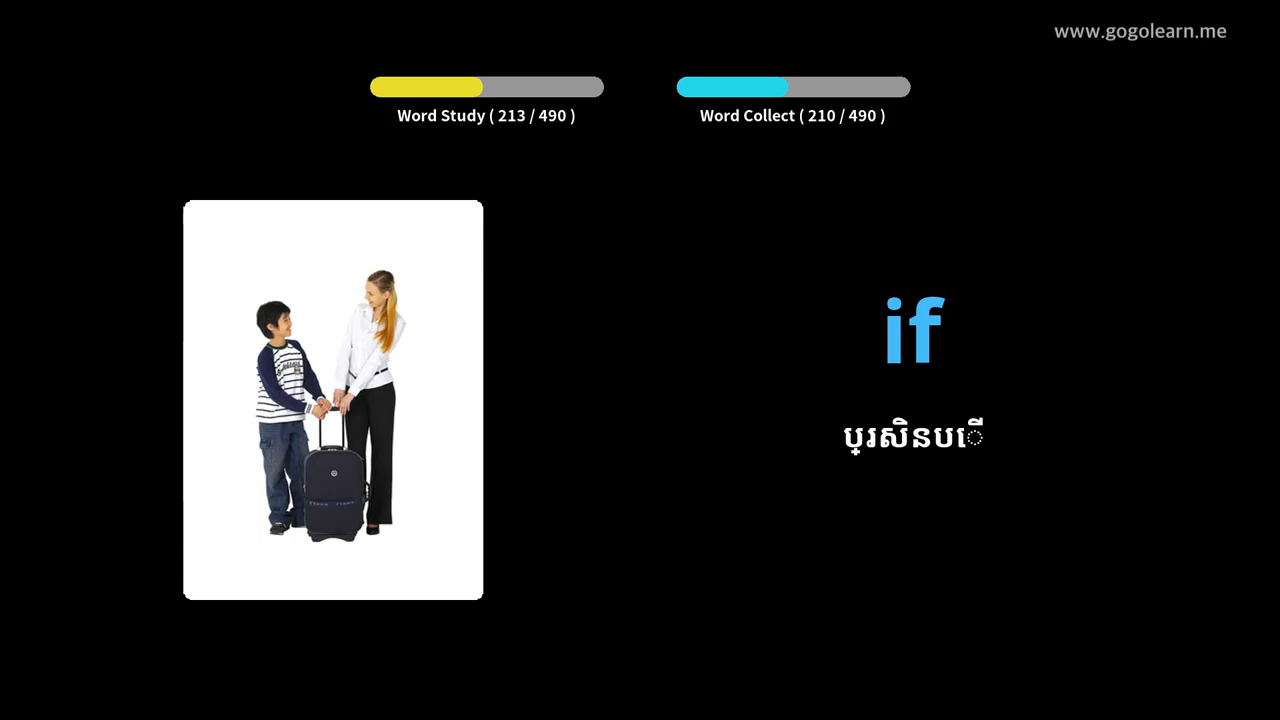 www.gogolearn.me
Word Study ( 213 / 490 )
Word Collect ( 210 / 490 )
if
ប្រសិនបើ